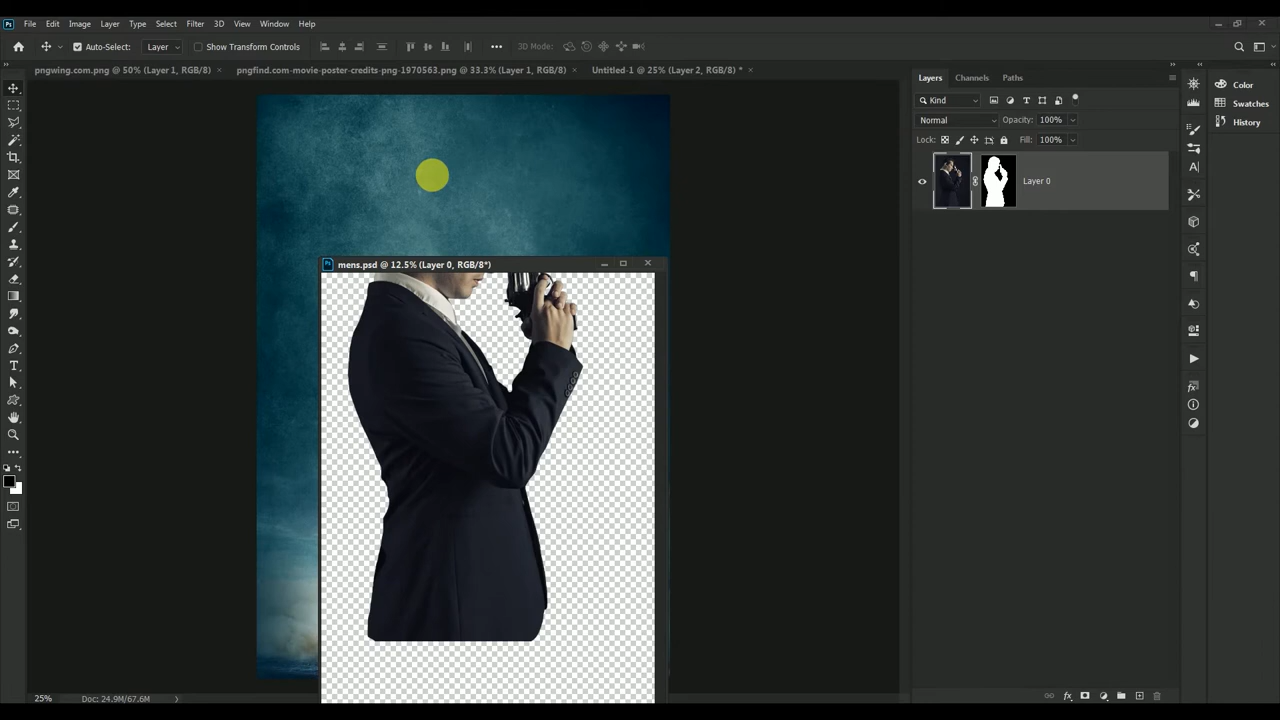 Ps File Edit Image Layer Type Select Filter 3D View Window Help
Auto-Select: Layer Show Transform Controls 3D Mode:
pngwing.com.png @ 50% (Layer 1, RGB/8) × pngfind.com-movie-poster-credits-png-1970563.png @ 33.3% (Layer 1, RGB/8) × Untitled-1 @ 25% (Layer 2, RGB/8) * ×
Layers Channels Paths
Color
Kind
Swatches
Normal Opacity: 100%
History
Lock: Fill: 100%
Layer 0
mens.psd @ 12.5% (Layer 0, RGB/8*)
25% Doc: 24.9M/67.6M